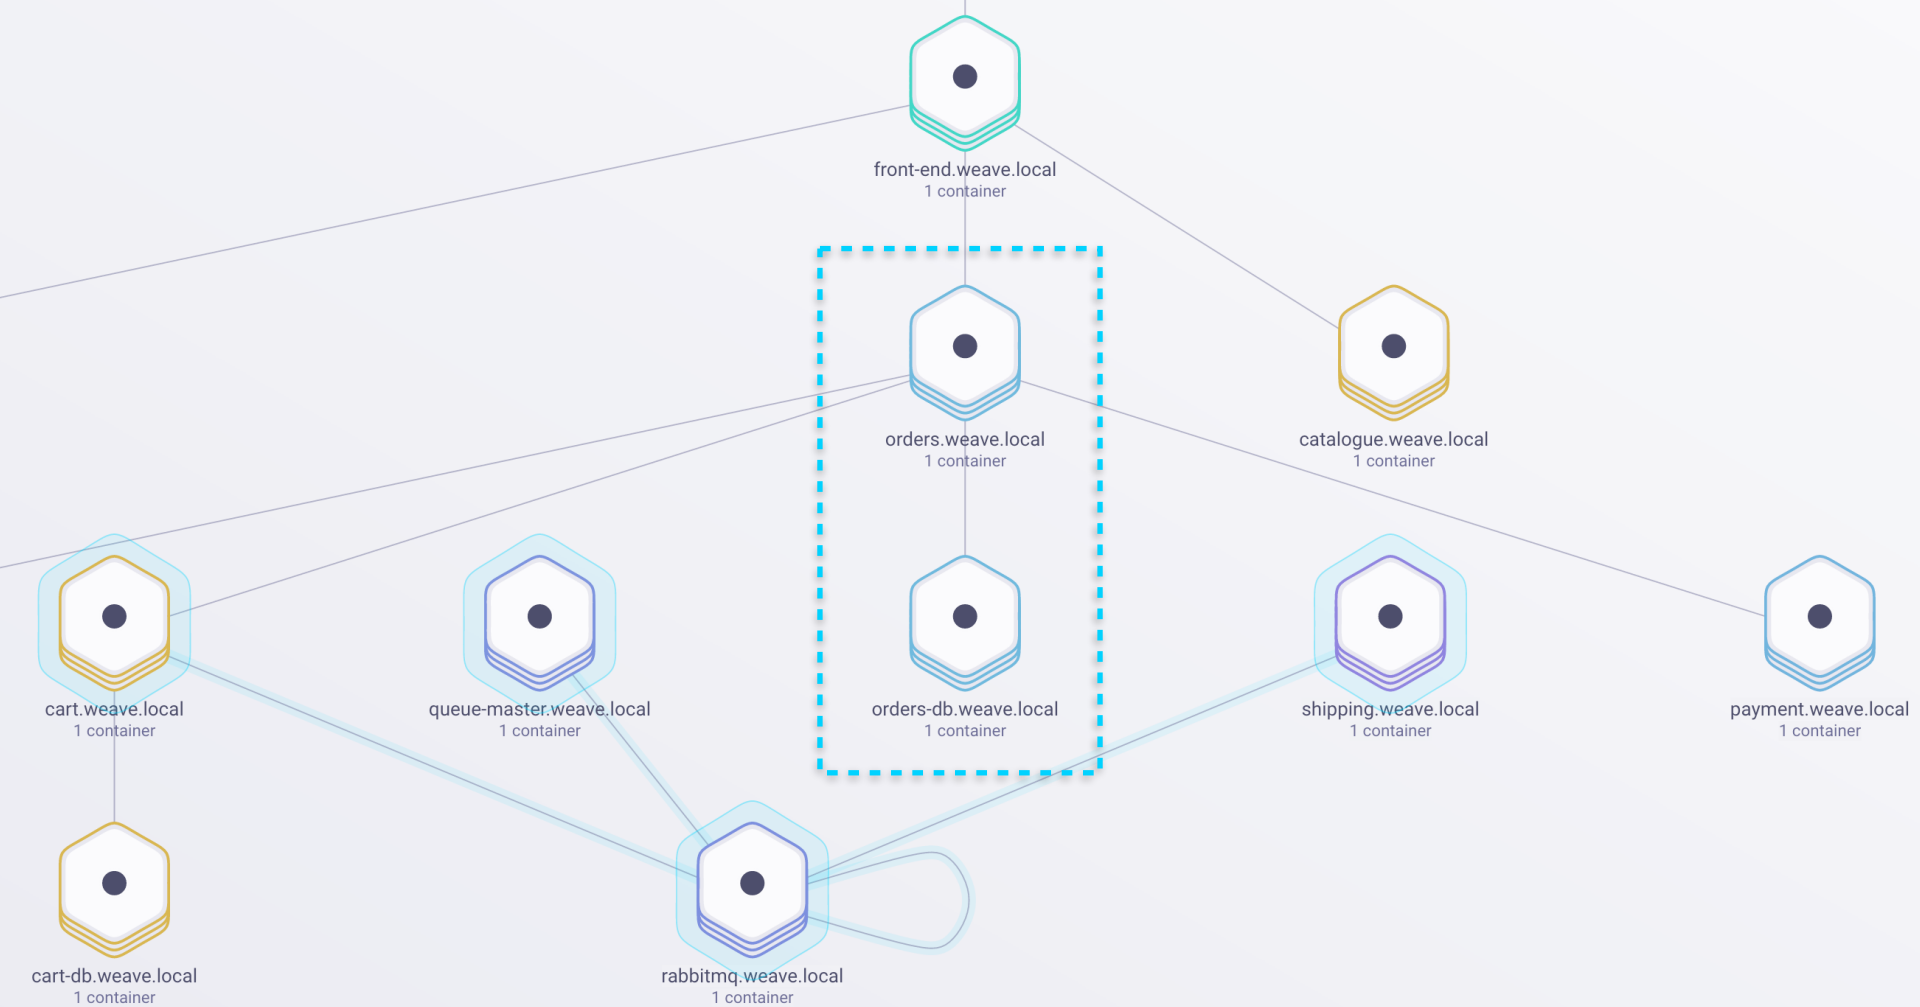 front-end.weave.local
1 container
orders.weave.local
1 container
catalogue.weave.local
1 container
cart.weave.local
1 container
queue-master.weave.local
1 container
orders-db.weave.local
1 container
shipping.weave.local
1 container
payment.weave.local
1 container
cart-db.weave.local
1 container
rabbitmq.weave.local
1 container